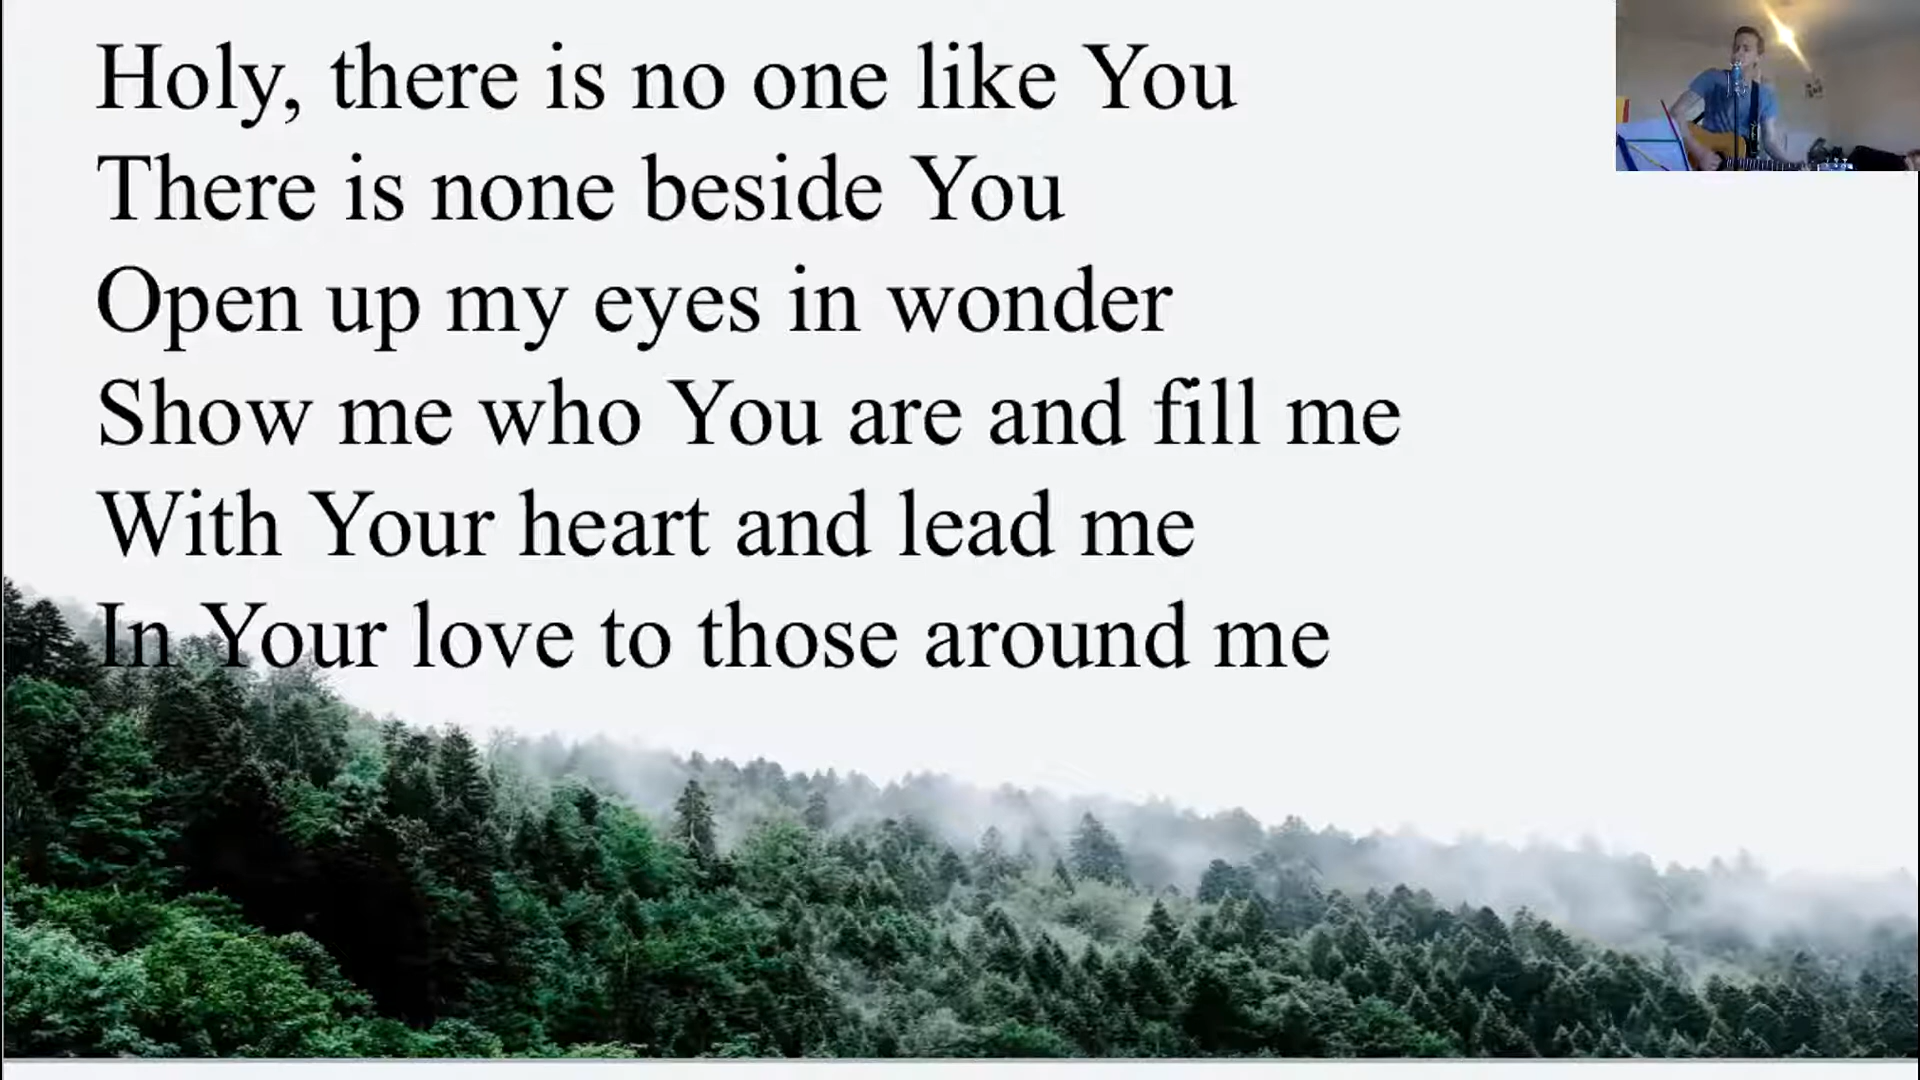 Holy, there is no one like You
There is none beside You
Open up my eyes in wonder
Show me who You are and fill me
With Your heart and lead me
In Your love to those around me